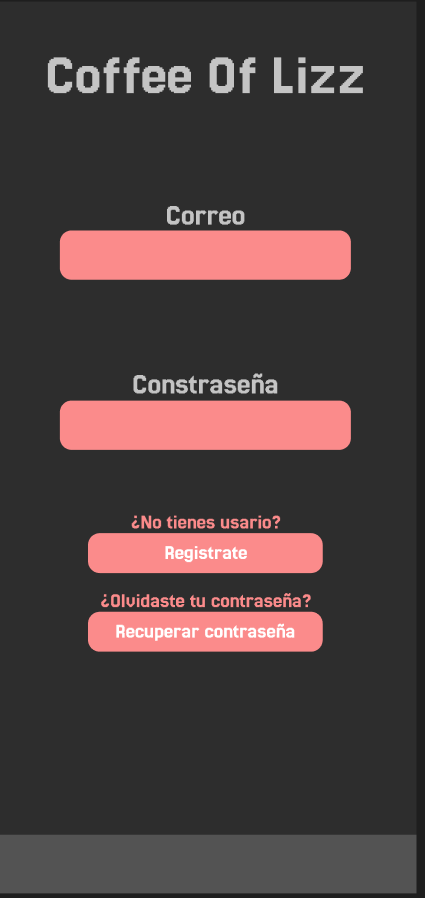 Coffee Of Lizz
Correo
Constraseña
¿No tienes usario?
Registrate
¿Olvidaste tu contraseña?
Recuperar contraseña